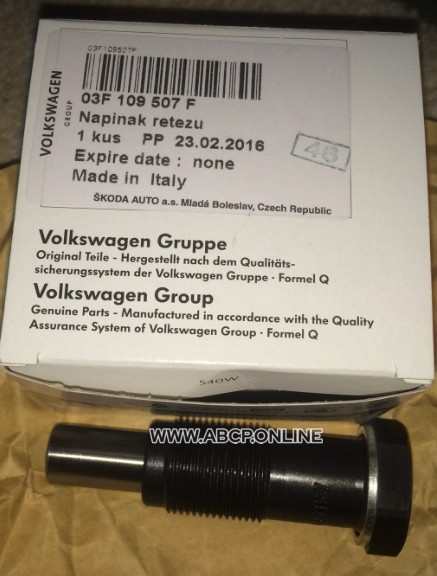 03F109507F
VOLKSWAGEN
GROUP
03F 109 507 F
Napinak retezu
1 kus PP 23.02.2016
46
Expire date : none
Made in Italy
ŠKODA AUTO a.s. Mladá Boleslav, Czech Republic
Volkswagen Gruppe
Original Teile - Hergestellt nach dem Qualitäts-
sicherungssystem der Volkswagen Gruppe · Formel Q
Volkswagen Group
Genuine Parts - Manufactured in accordance with the Quality
Assurance System of Volkswagen Group · Formel Q
540W
WWW.ABCP.ONLINE